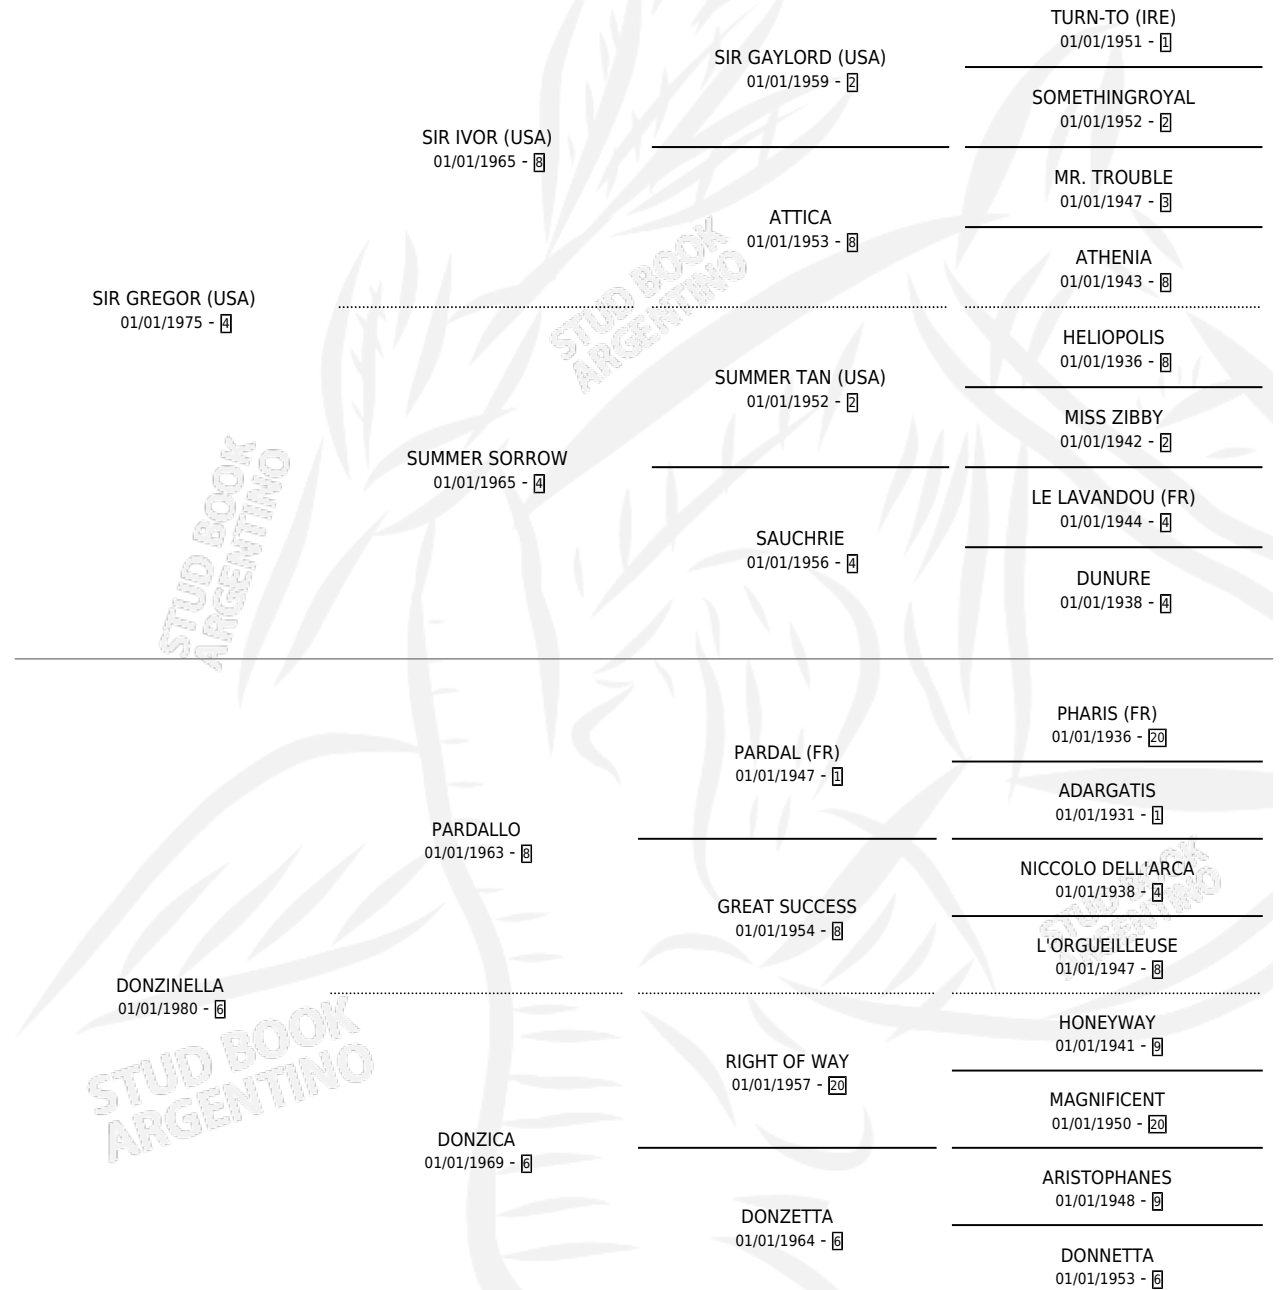 TURN-TO (IRE)
01/01/1951 - 1
SIR GAYLORD (USA)
01/01/1959 - 2
SOMETHINGROYAL
01/01/1952 - 2
SIR IVOR (USA)
01/01/1965 - 8
MR. TROUBLE
01/01/1947 - 3
ATTICA
01/01/1953 - 8
ATHENIA
01/01/1943 - 8
SIR GREGOR (USA)
01/01/1975 - 4
HELIOPOLIS
01/01/1936 - 8
SUMMER TAN (USA)
01/01/1952 - 2
MISS ZIBBY
01/01/1942 - 2
SUMMER SORROW
01/01/1965 - 4
LE LAVANDOU (FR)
01/01/1944 - 4
SAUCHRIE
01/01/1956 - 4
DUNURE
01/01/1938 - 4
PHARIS (FR)
01/01/1936 - 20
PARDAL (FR)
01/01/1947 - 1
ADARGATIS
01/01/1931 - 1
PARDALLO
01/01/1963 - 8
NICCOLO DELL'ARCA
01/01/1938 - 4
GREAT SUCCESS
01/01/1954 - 8
L'ORGUEILLEUSE
01/01/1947 - 8
DONZINELLA
01/01/1980 - 6
HONEYWAY
01/01/1941 - 9
RIGHT OF WAY
01/01/1957 - 20
MAGNIFICENT
01/01/1950 - 20
DONZICA
01/01/1969 - 6
ARISTOPHANES
01/01/1948 - 9
DONZETTA
01/01/1964 - 6
DONNETTA
01/01/1953 - 6
STUD BOOK
ARGENTINO
STUD BOOK
ARGENTINO
STUD BOOK
ARGENTINO
STUD BOOK
ARGENTINO